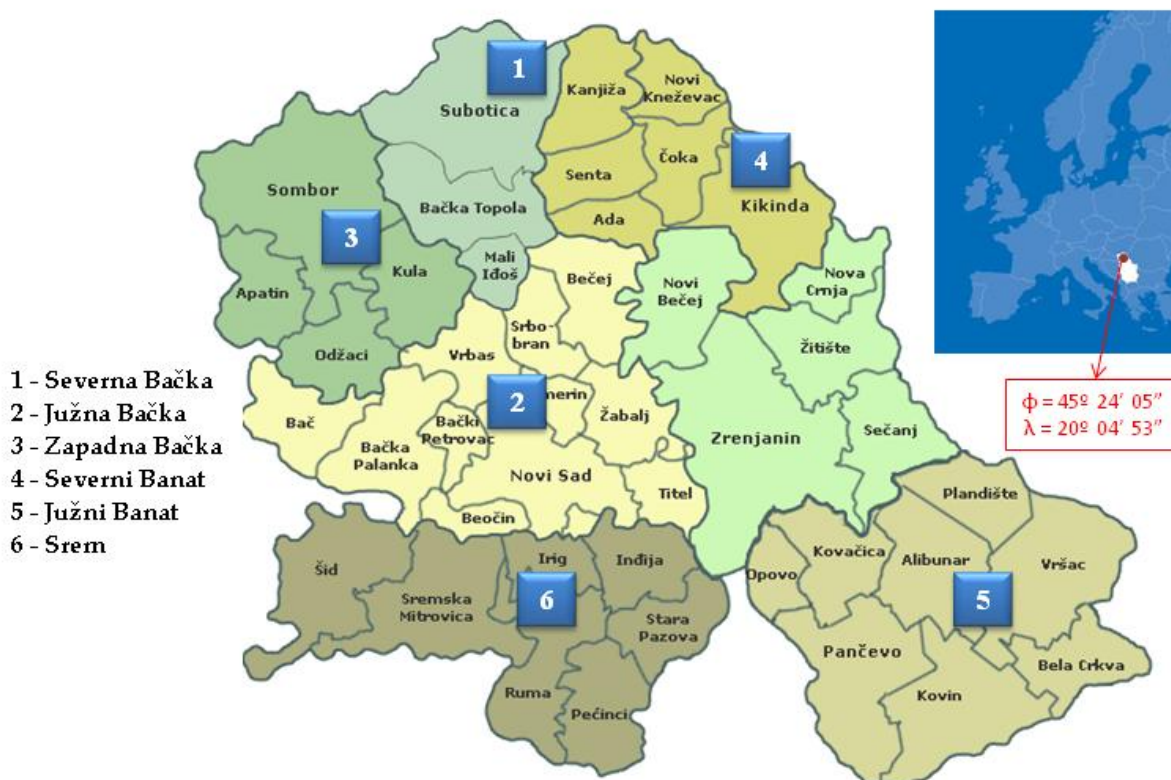 1
Subotica
Kanjiža
Novi
Kneževac
Čoka
4
Senta
Sombor
Bačka Topola
Ada
Kikinda
3
Mali
Iđoš
Kula
Apatin
Bečej
Novi
Bečej
Nova
Crnja
Srbo-
bran
Odžaci
Vrbas
Žitište
1 - Severna Bačka
2 - Južna Bačka
3 - Zapadna Bačka
4 - Severni Banat
5 - Južni Banat
6 - Srem
2
merin
Bač
Bački
Petrovac
Žabalj
Bačka
Palanka
Zrenjanin
Sečanj
Novi Sad
Titel
Beočin
Plandište
Šid
Irig
Inđija
Opovo
Kovačica
Alibunar
Vršac
6
5
Sremska
Mitrovica
Stara
Pazova
Pančevo
Bela Crkva
Ruma
Pećinci
Kovin
ϕ = 45º 24′ 05″
λ = 20º 04′ 53″